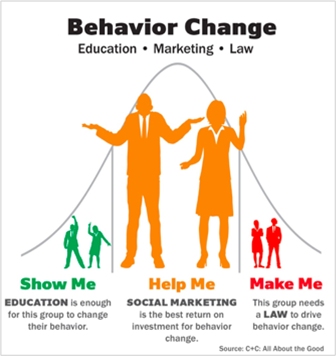 Behavior Change
Education • Marketing • Law
Show Me
EDUCATION is enough
for this group to change
their behavior.
Help Me
SOCIAL MARKETING
is the best return on
investment for behavior
change.
Make Me
This group needs
a LAW to drive
behavior change.
Source: C+C: All About the Good